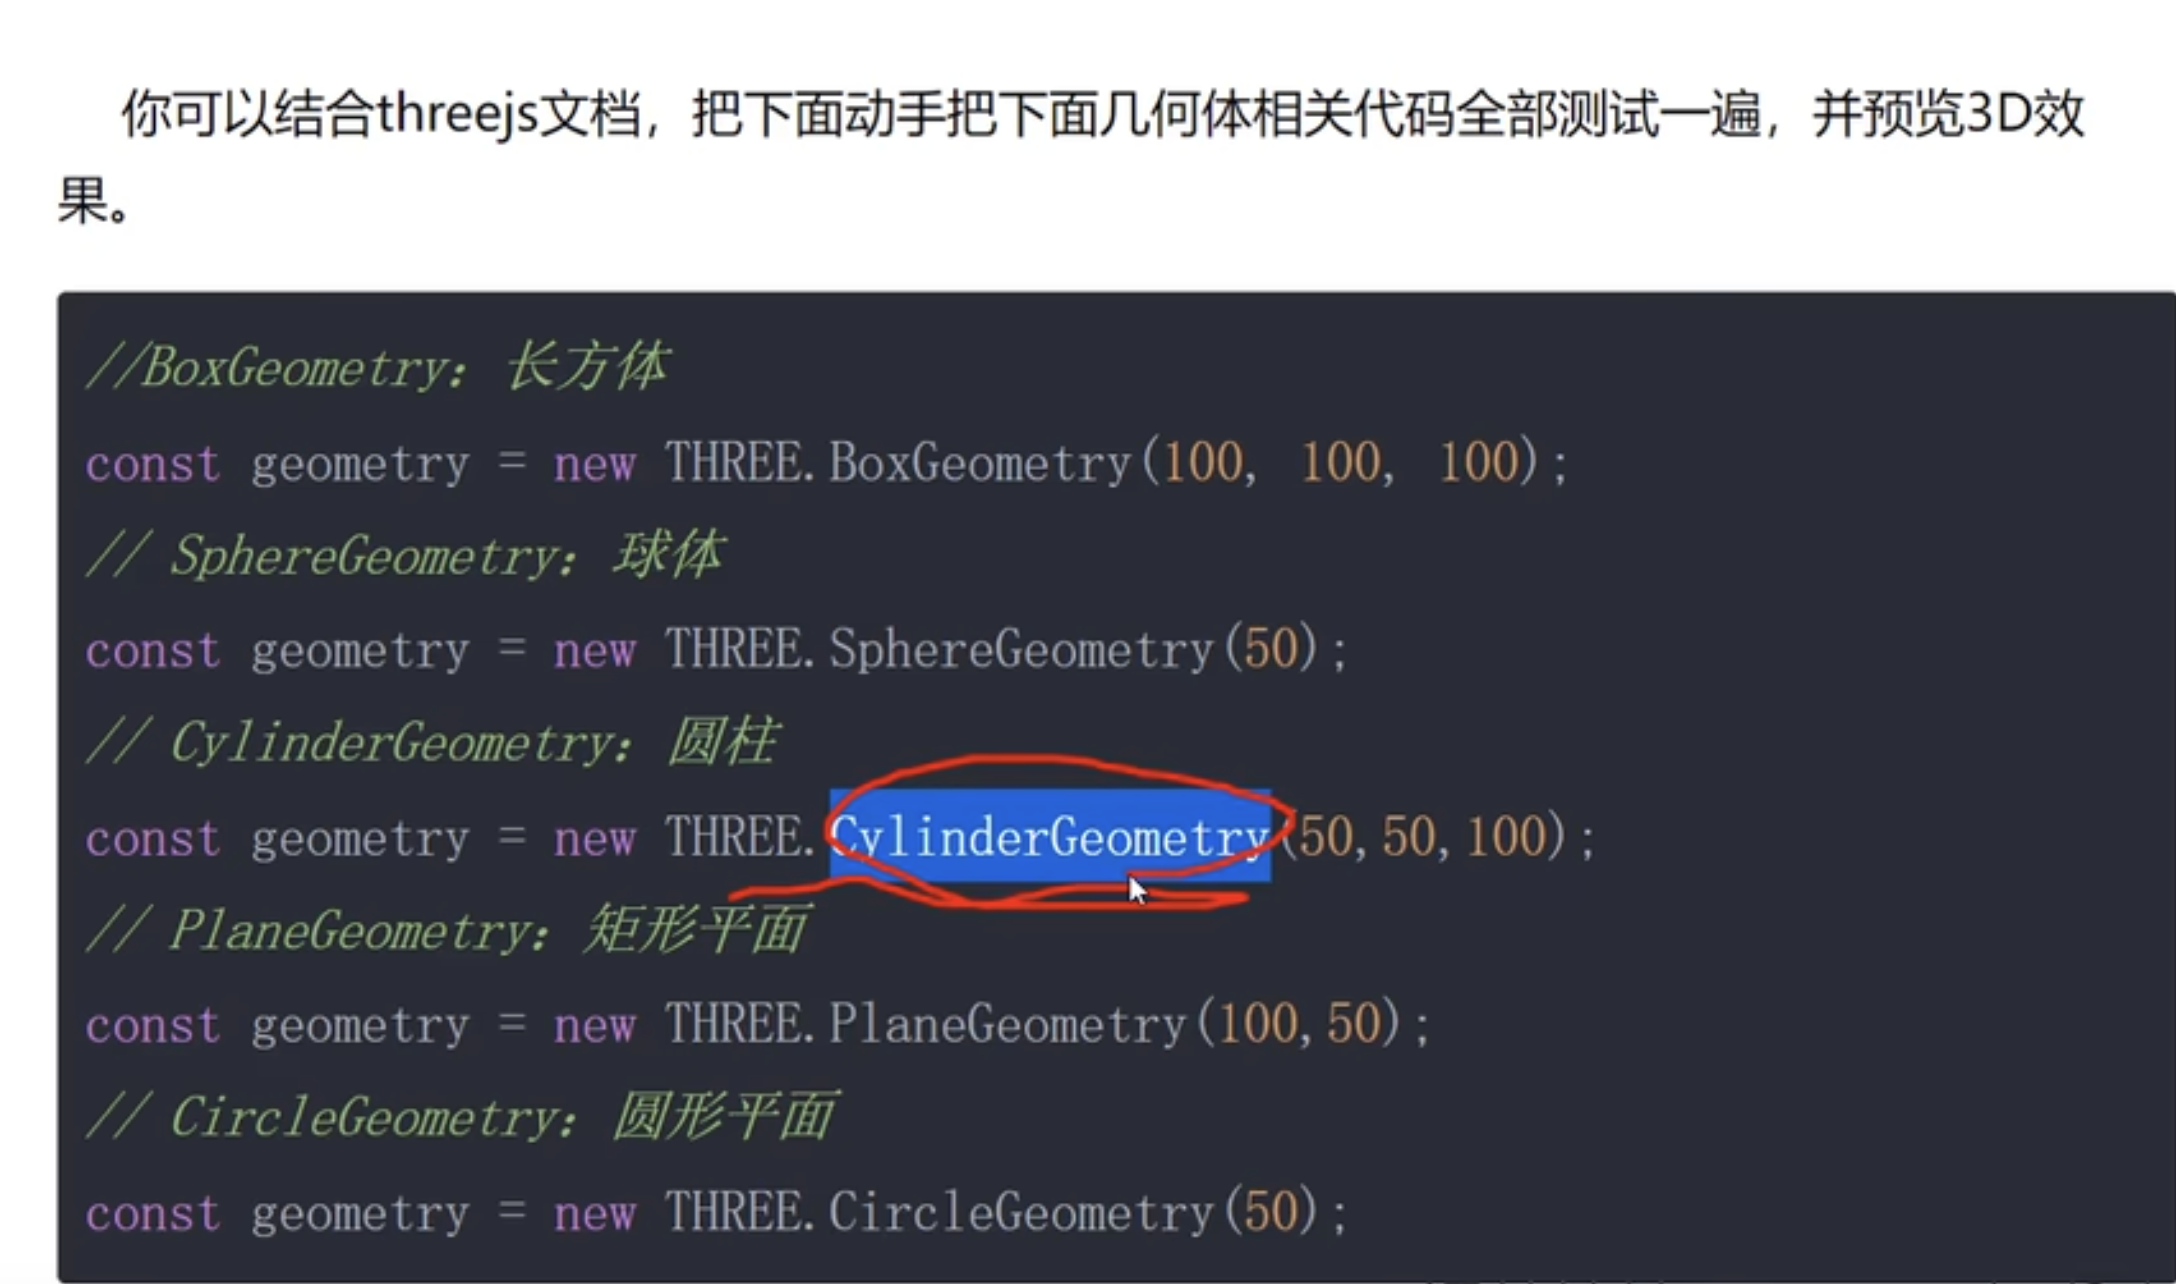 你可以结合threejs文档，把下面动手把下面几何体相关代码全部测试一遍，并预览3D效
果。
//BoxGeometry：长方体
const geometry = new THREE.BoxGeometry(100, 100, 100);
// SphereGeometry：球体
const geometry = new THREE.SphereGeometry(50);
// CylinderGeometry：圆柱
const geometry = new THREE.CylinderGeometry(50,50,100);
// PlaneGeometry：矩形平面
const geometry = new THREE.PlaneGeometry(100,50);
// CircleGeometry：圆形平面
const geometry = new THREE.CircleGeometry(50);